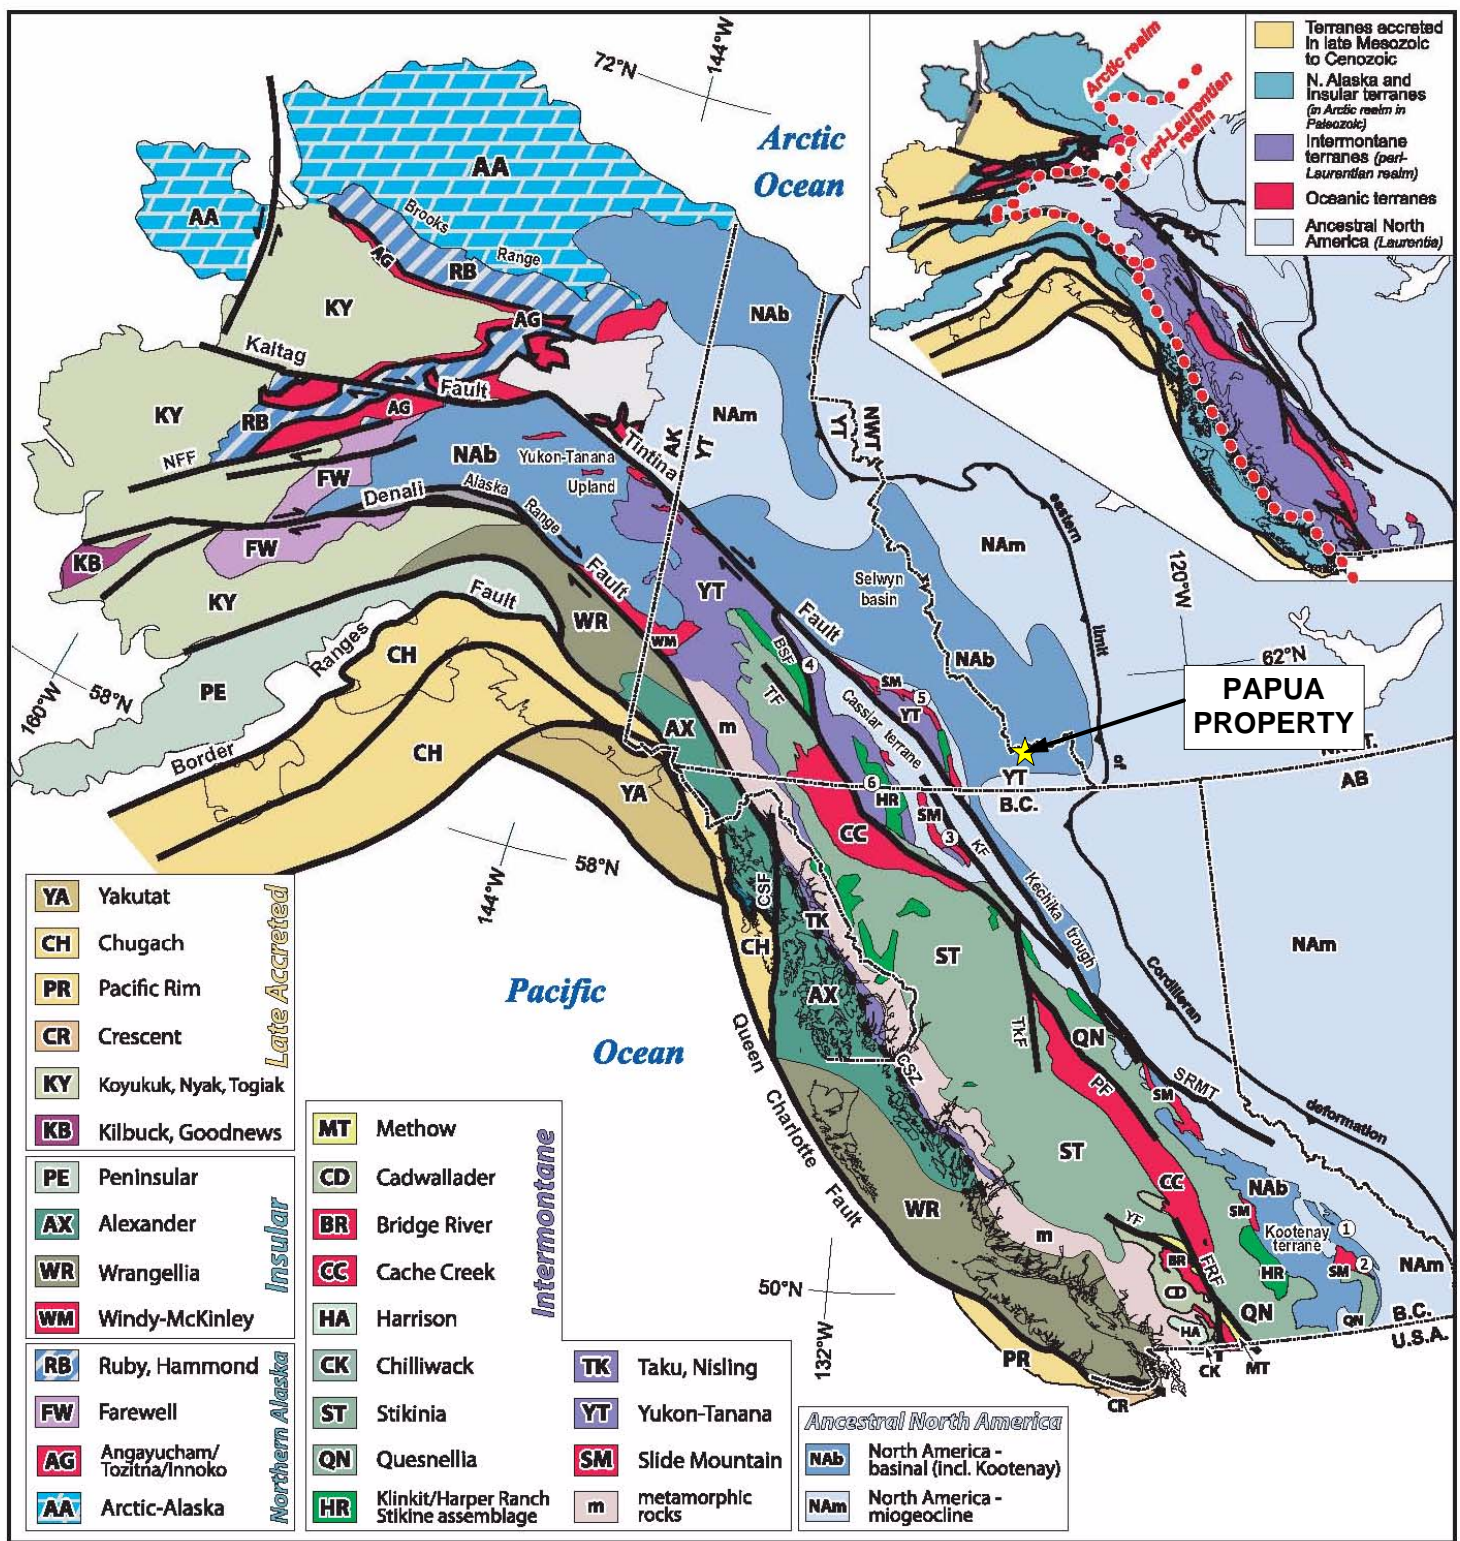 144°W
72°N
Arctic
Ocean
AA
AA
Brooks
Range
AG
RB
KY
NAb
AG
Kaltag
Fault
KY
RB
AG
NAm
AK
YT
YT
NWT
Tintina
NFF
NAb
Yukon-Tanana
Upland
FW
Denali
Alaska
Range
Fault
FW
KB
KY
YT
Selwyn
basin
NAm
eastern
limit
of
Cordilleran
deformation
120°W
62°N
Fault
NAb
WR
WM
BSF
4
TF
SM
5
YT
Cassiar terrane
PAPUA
PROPERTY
160°W
58°N
PE
Border
Ranges
Fault
CH
CH
AX
m
YA
YT
B.C.
N.W.T.
AB
6
HR
SM
3
KF
CC
58°N
144°W
CSF
CH
TK
AX
ST
Kechika
trough
NAm
Pacific
Ocean
Queen
Charlotte
Fault
CSZ
TkF
QN
PF
SM
SRMT
ST
CC
NAb
SM
Kootenay
terrane
1
2
SM
NAm
WR
m
YF
BR
FRF
CD
HR
QN
QN
HA
B.C.
U.S.A.
50°N
132°W
PR
CR
CK
MT
Arctic realm
peri-Laurentian
realm
Terranes accreted
in late Mesozoic
to Cenozoic
N. Alaska and
Insular terranes
(in Arctic realm in
Paleozoic)
Intermontane
terranes (peri-
Laurentian realm)
Oceanic terranes
Ancestral North
America (Laurentia)
Late Accreted
YA Yakutat
CH Chugach
PR Pacific Rim
CR Crescent
KY Koyukuk, Nyak, Togiak
KB Kilbuck, Goodnews
Insular
PE Peninsular
AX Alexander
WR Wrangellia
WM Windy-McKinley
Northern Alaska
RB Ruby, Hammond
FW Farewell
AG Angayucham/
Tozitna/Innoko
AA Arctic-Alaska
Intermontane
MT Methow
CD Cadwallader
BR Bridge River
CC Cache Creek
HA Harrison
CK Chilliwack
ST Stikinia
QN Quesnellia
HR Klinkit/Harper Ranch
Stikine assemblage
TK Taku, Nisling
YT Yukon-Tanana
SM Slide Mountain
m metamorphic
rocks
Ancestral North America
NAb North America -
basinal (incl. Kootenay)
NAm North America -
miogeocline